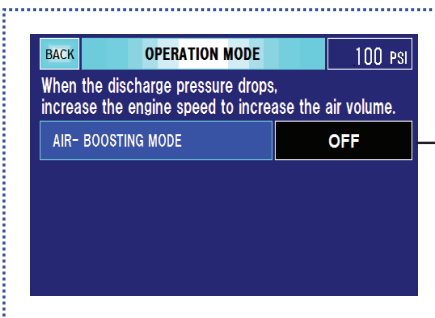 BACK OPERATION MODE 100 PSI
When the discharge pressure drops,
increase the engine speed to increase the air volume.
AIR- BOOSTING MODE OFF